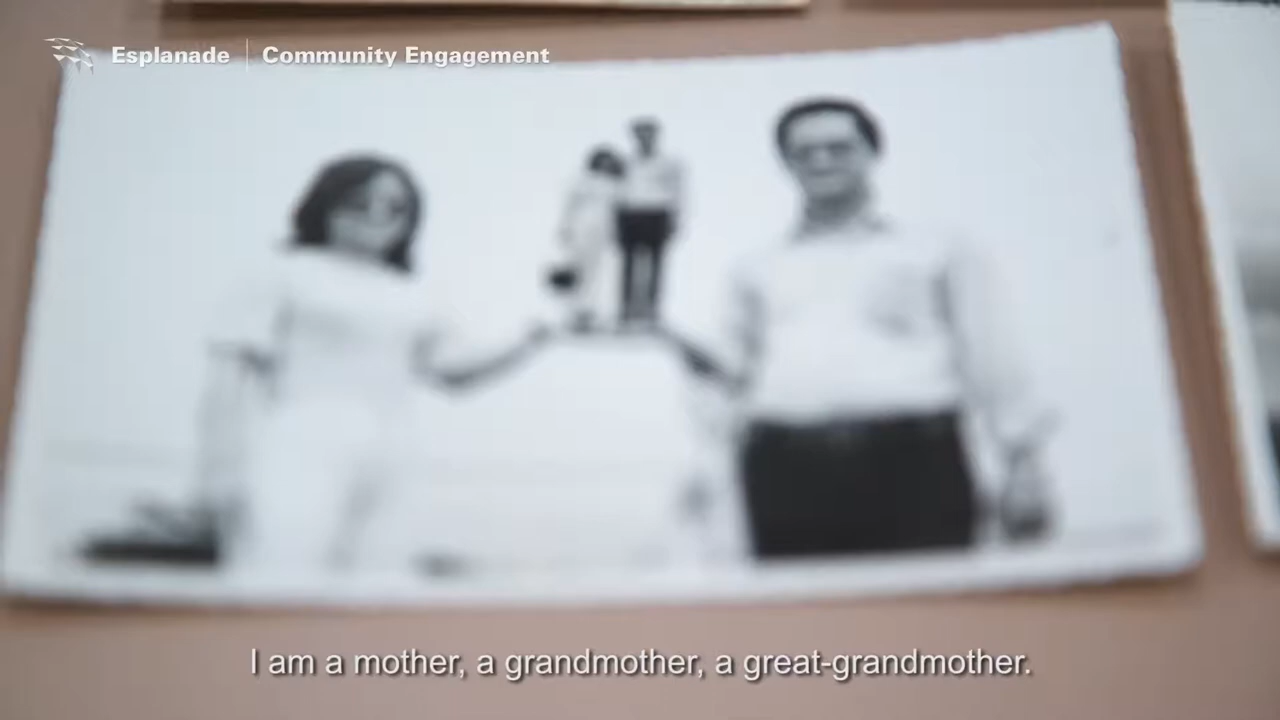 Esplanade | Community Engagement
I am a mother, a grandmother, a great-grandmother.